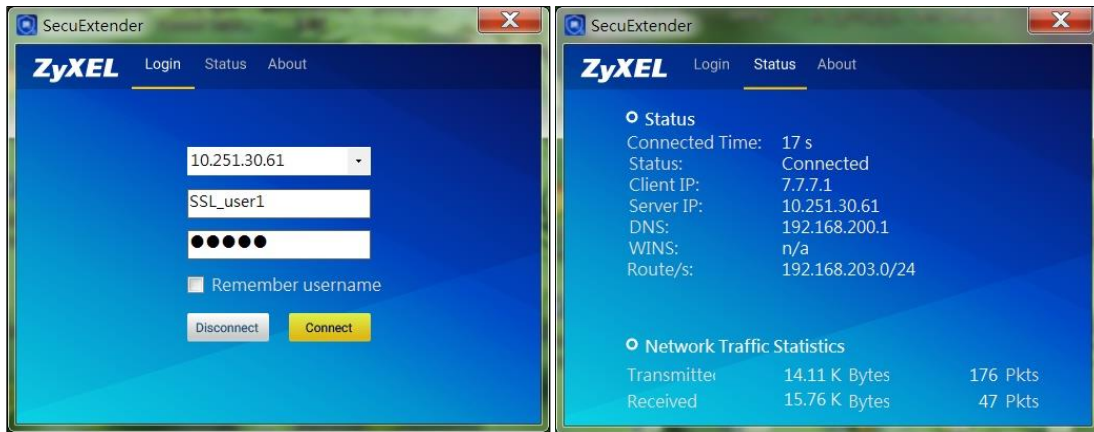 SecuExtender
ZyXEL Login Status About
10.251.30.61
SSL_user1
●●●●●
Remember username
Disconnect Connect
SecuExtender
ZyXEL Login Status About
Status
Connected Time: 17 s
Status: Connected
Client IP: 7.7.7.1
Server IP: 10.251.30.61
DNS: 192.168.200.1
WINS: n/a
Route/s: 192.168.203.0/24
Network Traffic Statistics
Transmitted 14.11 K Bytes 176 Pkts
Received 15.76 K Bytes 47 Pkts